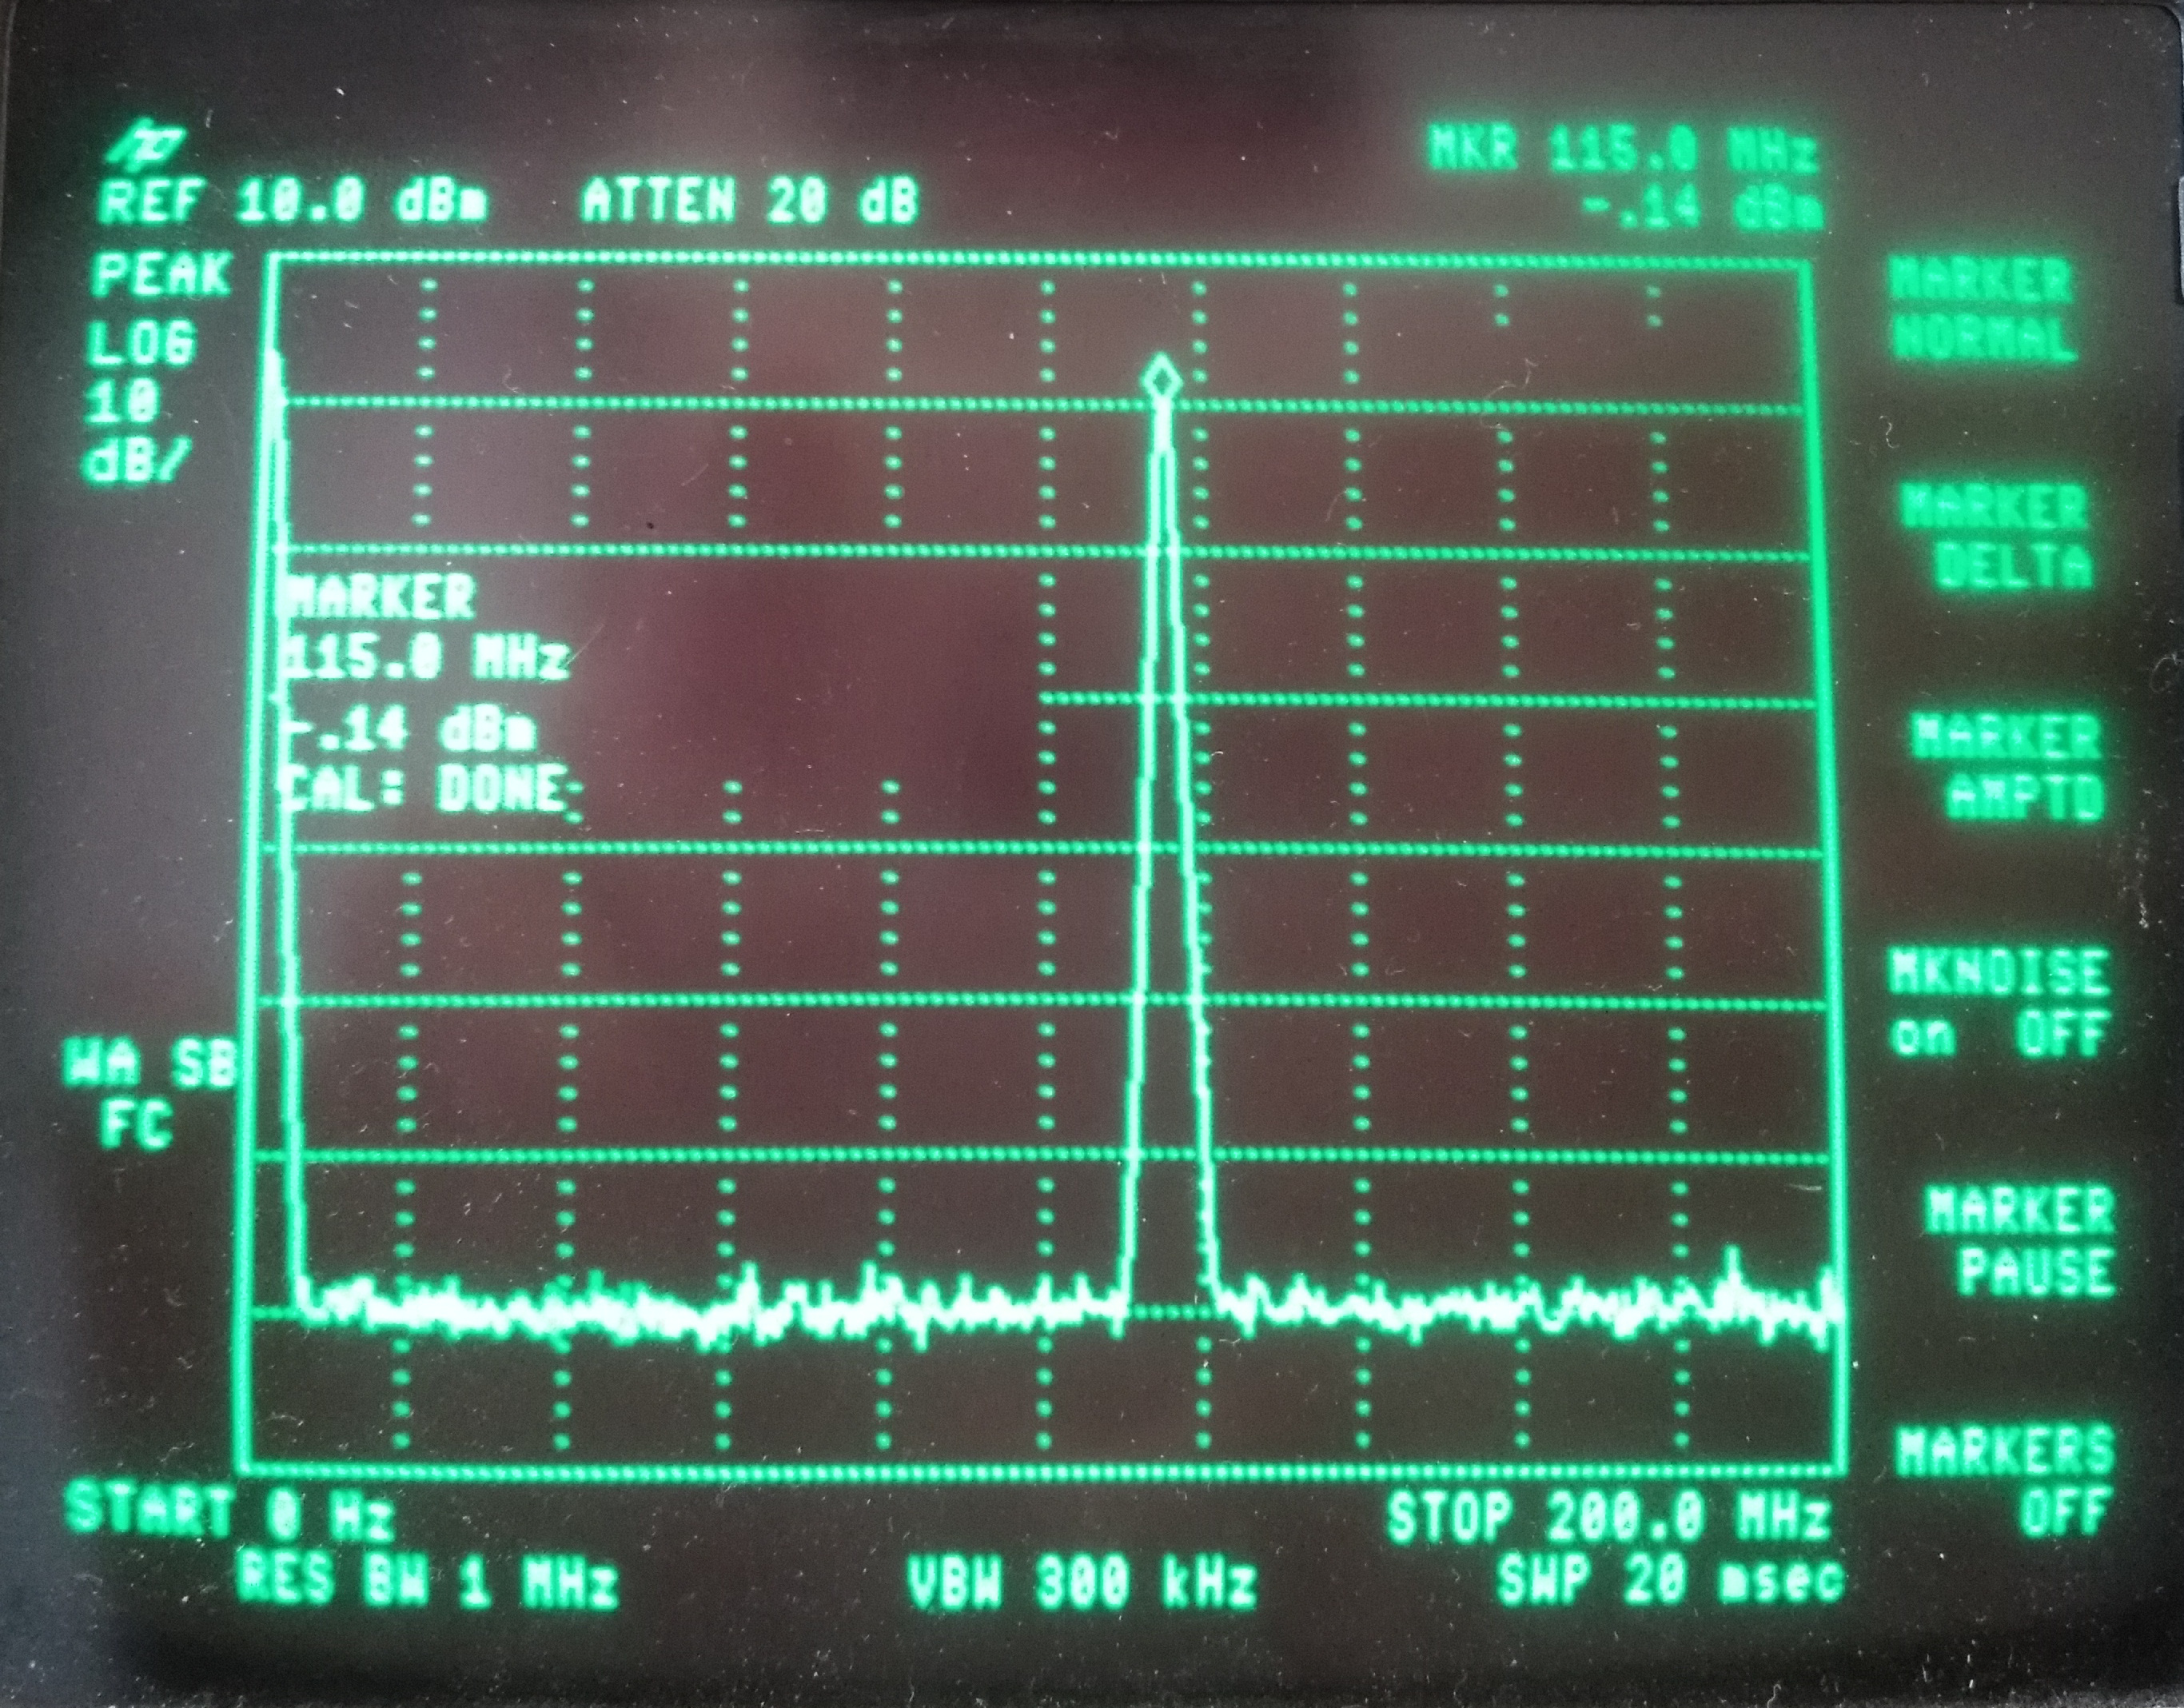 hp
REF 10.0 dBm ATTEN 20 dB
MKR 115.0 MHz
-.14 dBm
PEAK
LOG
10
dB/
MARKER
115.0 MHz
-.14 dBm
CAL: DONE
WA SB
FC
START 0 Hz
STOP 200.0 MHz
RES BW 1 MHz VBW 300 kHz SWP 20 msec
MARKER
NORMAL
MARKER
DELTA
MARKER
AMPTD
MKNOISE
on OFF
MARKER
PAUSE
MARKERS
OFF